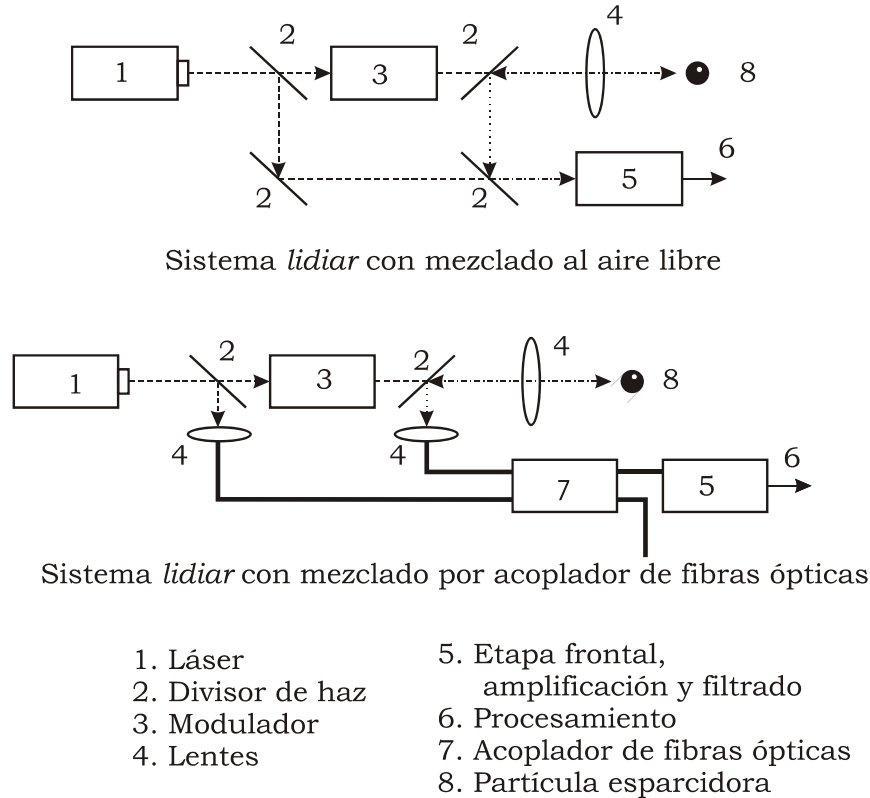 2
2
4
1
3
8
6
2
2
5
Sistema lidiar con mezclado al aire libre
2
2
4
1
3
8
4
4
6
7
5
Sistema lidiar con mezclado por acoplador de fibras ópticas
1. Láser
2. Divisor de haz
3. Modulador
4. Lentes
5. Etapa frontal,
amplificación y filtrado
6. Procesamiento
7. Acoplador de fibras ópticas
8. Partícula esparcidora